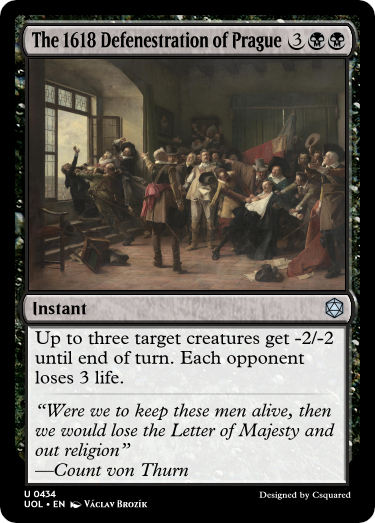 The 1618 Defenestration of Prague 3
Instant
Up to three target creatures get -2/-2
until end of turn. Each opponent
loses 3 life.
“Were we to keep these men alive, then
we would lose the Letter of Majesty and
out religion”
—Count von Thurn
U 0434
UOL • EN VÁCLAV BROZÍK
Designed by Csquared